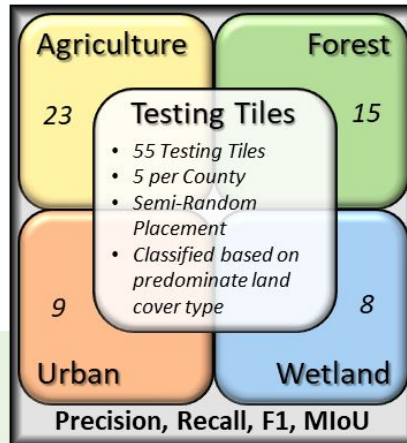 Agriculture
Forest
23
15
Testing Tiles
• 55 Testing Tiles
• 5 per County
• Semi-Random
Placement
• Classified based on
predominate land
cover type
9
8
Urban
Wetland
Precision, Recall, F1, MIoU